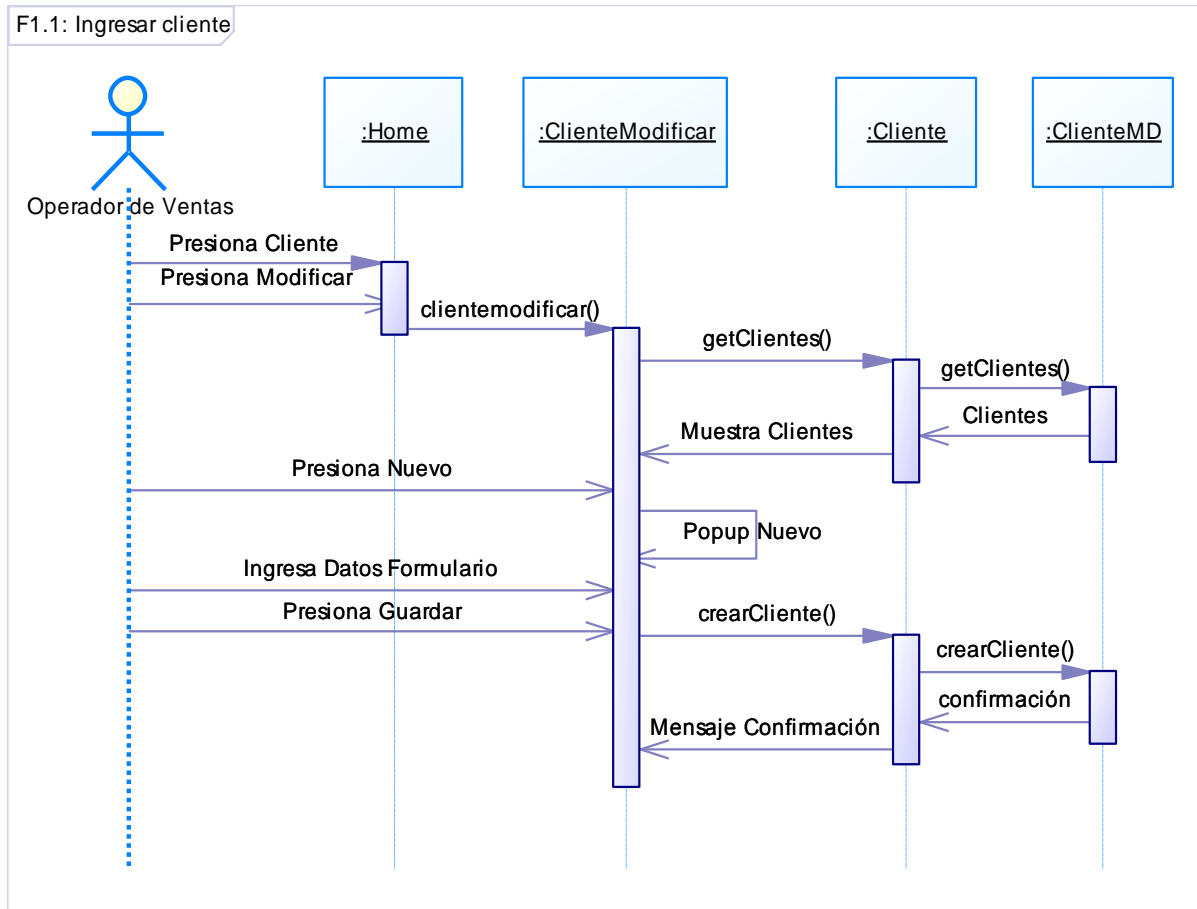 F1.1: Ingresar cliente
:Home
:ClienteModificar
:Cliente
:ClienteMD
Operador de Ventas
Presiona Cliente
Presiona Modificar
clientemodificar()
getClientes()
getClientes()
Clientes
Muestra Clientes
Presiona Nuevo
Popup Nuevo
Ingresa Datos Formulario
Presiona Guardar
crearCliente()
crearCliente()
confirmación
Mensaje Confirmación